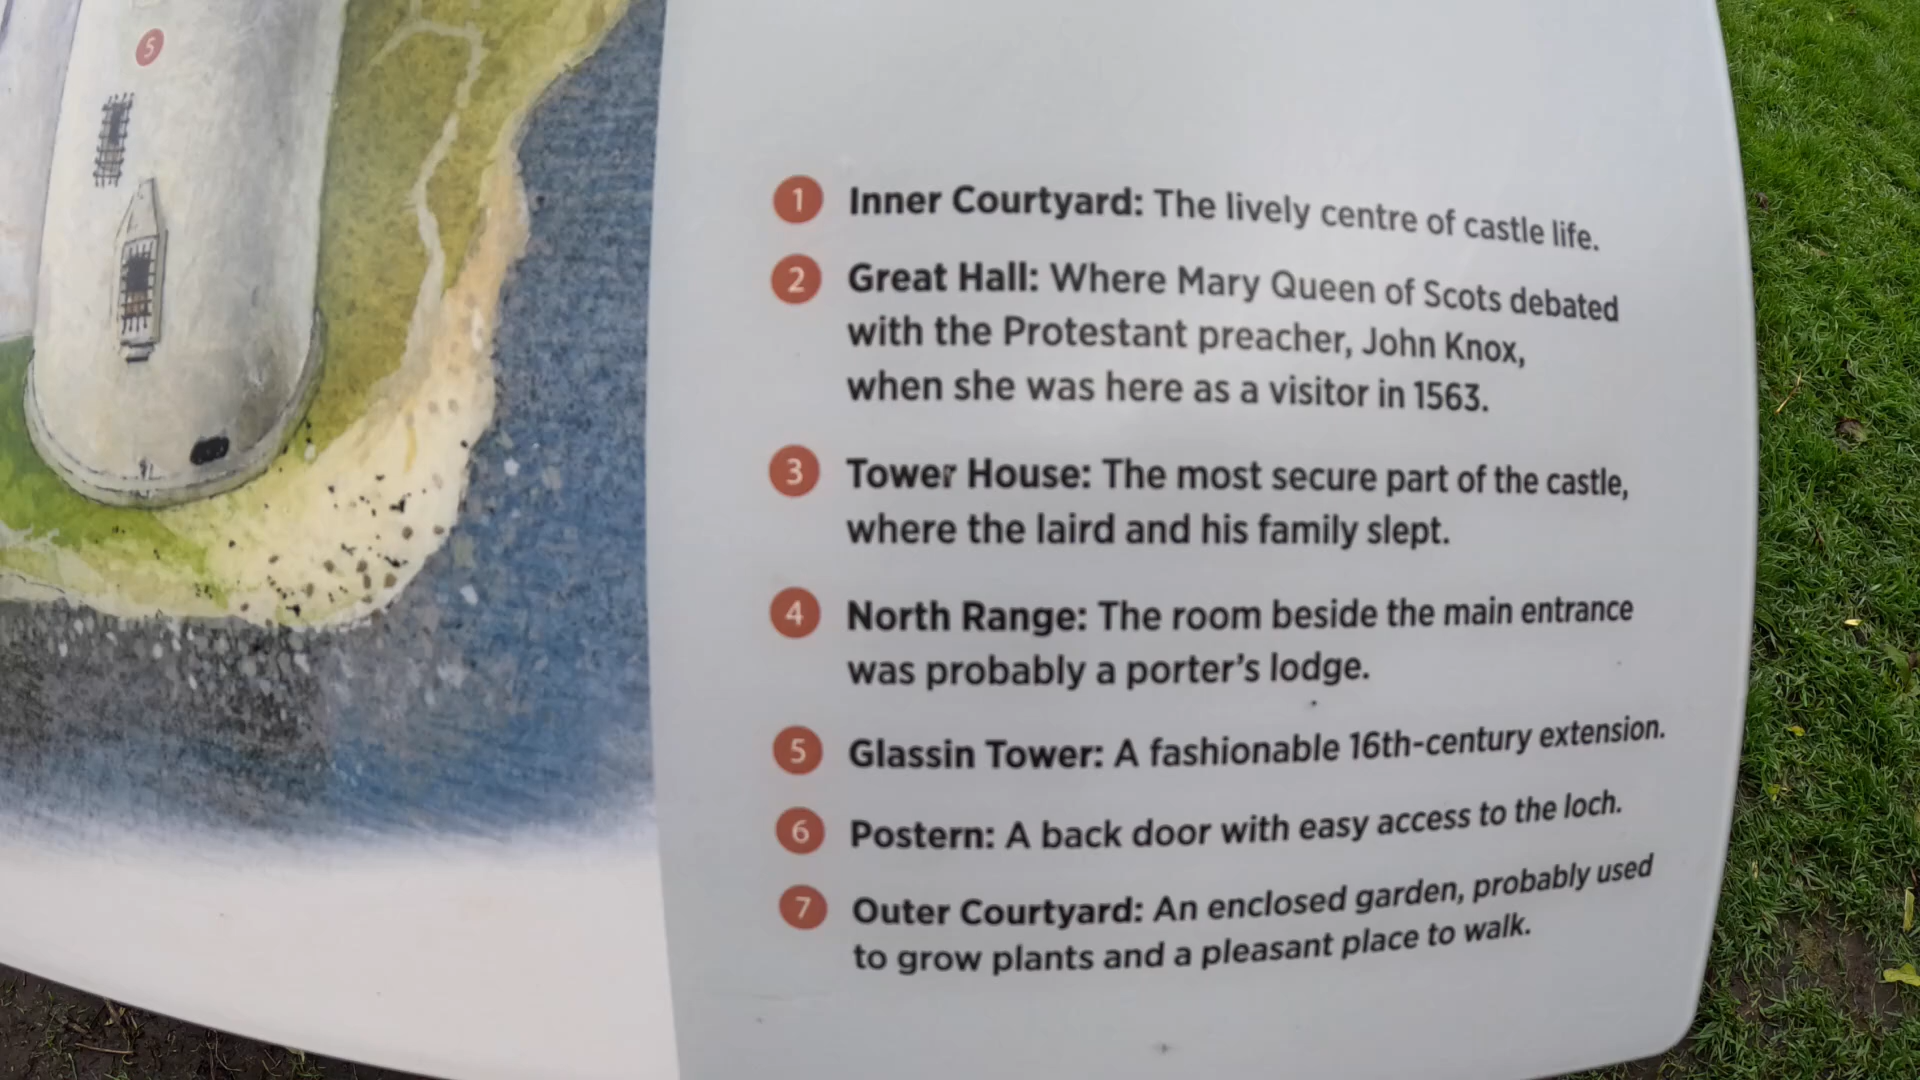 5
1 Inner Courtyard: The lively centre of castle life.
2 Great Hall: Where Mary Queen of Scots debated
with the Protestant preacher, John Knox,
when she was here as a visitor in 1563.
3 Tower House: The most secure part of the castle,
where the laird and his family slept.
4 North Range: The room beside the main entrance
was probably a porter's lodge.
5 Glassin Tower: A fashionable 16th-century extension.
6 Postern: A back door with easy access to the loch.
7 Outer Courtyard: An enclosed garden, probably used
to grow plants and a pleasant place to walk.